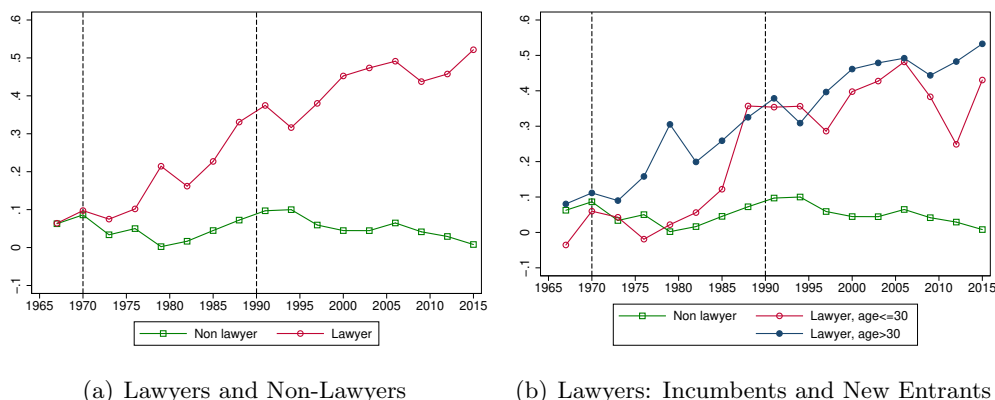 .6
.5
.4
.3
.2
.1
0
-.1
1965 1970 1975 1980 1985 1990 1995 2000 2005 2010 2015
Non lawyer Lawyer
(a) Lawyers and Non-Lawyers
.6
.5
.4
.3
.2
.1
0
-.1
1965 1970 1975 1980 1985 1990 1995 2000 2005 2010 2015
Non lawyer Lawyer, age<=30
Lawyer, age>30
(b) Lawyers: Incumbents and New Entrants